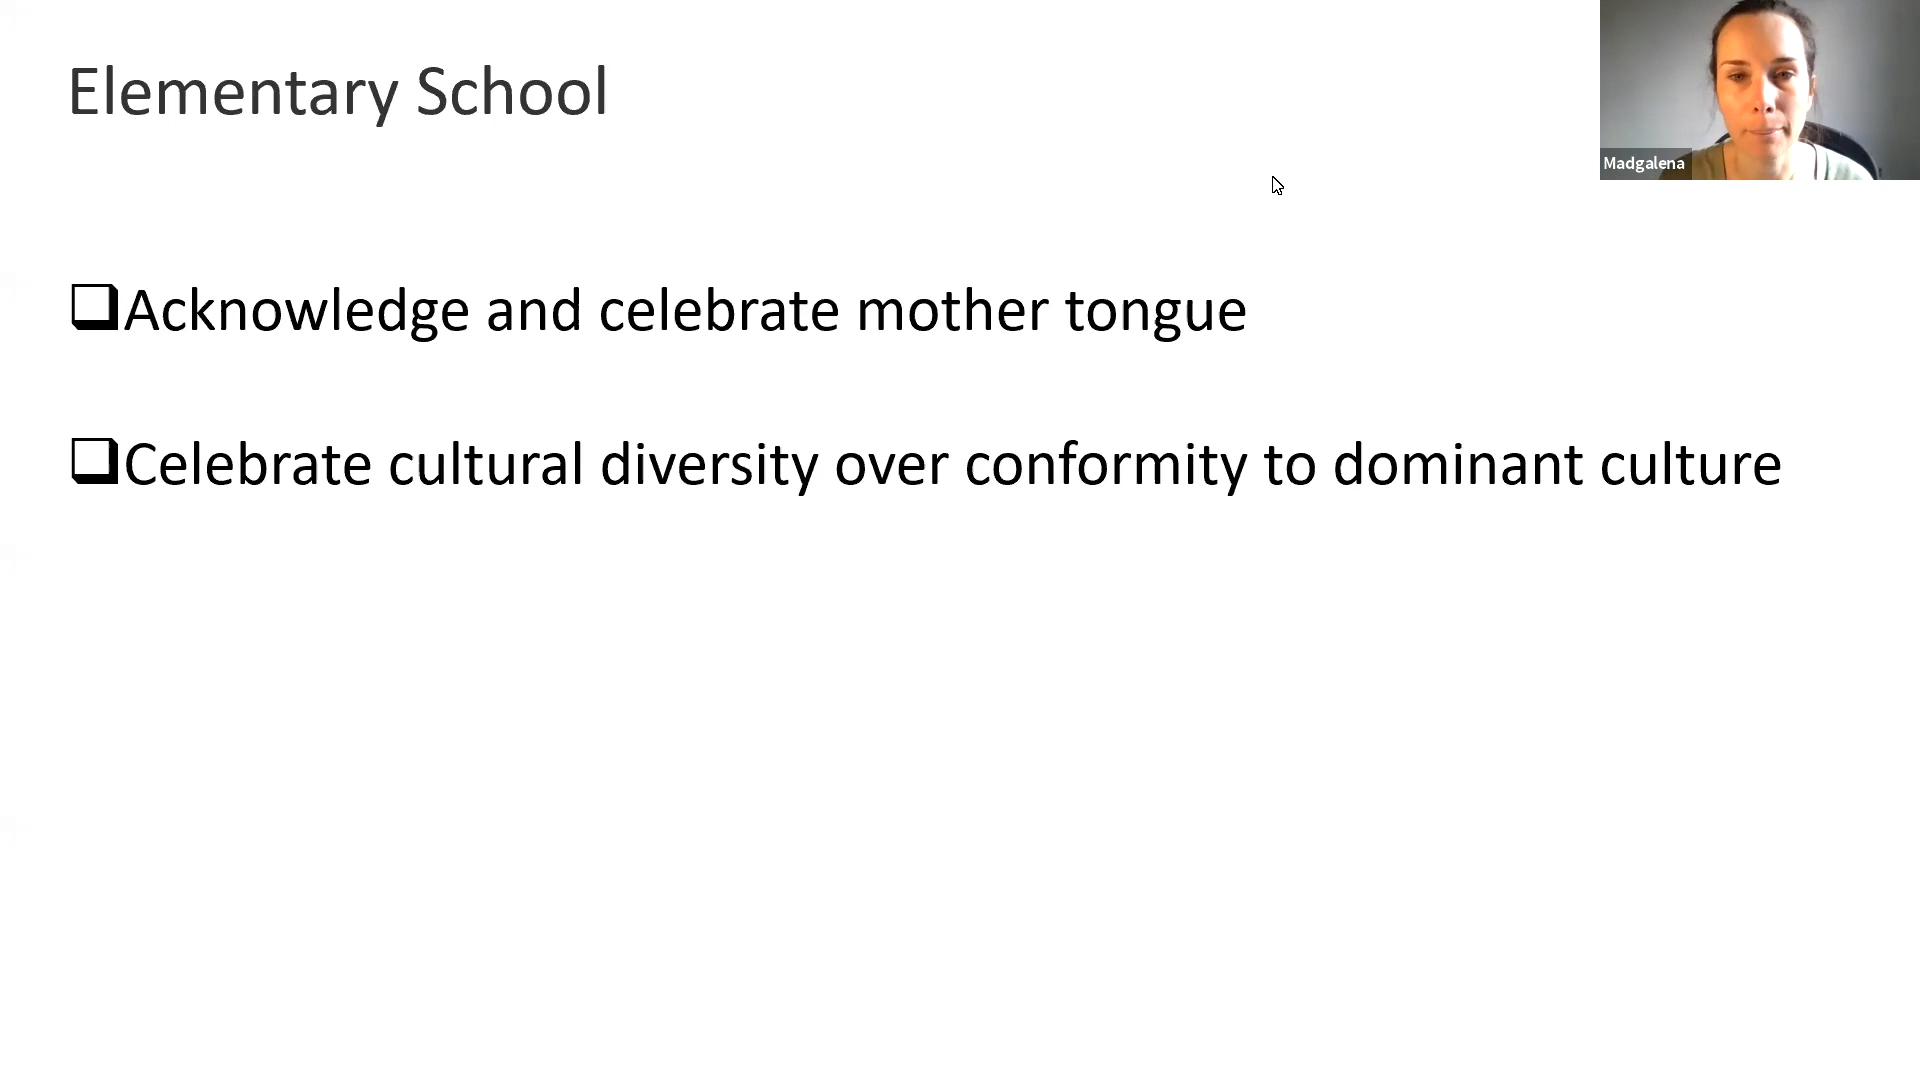 Elementary School
Madgalena
❑Acknowledge and celebrate mother tongue
❑Celebrate cultural diversity over conformity to dominant culture